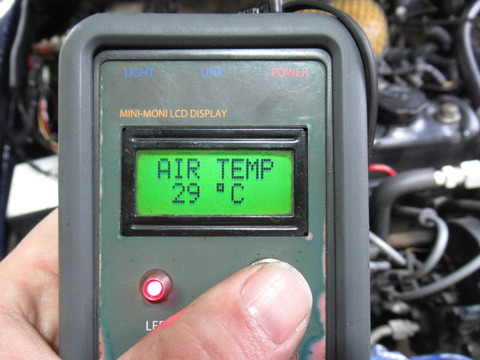 LIGHT LINK POWER
MINI-MONI LCD DISPLAY
AIR TEMP
29 °C